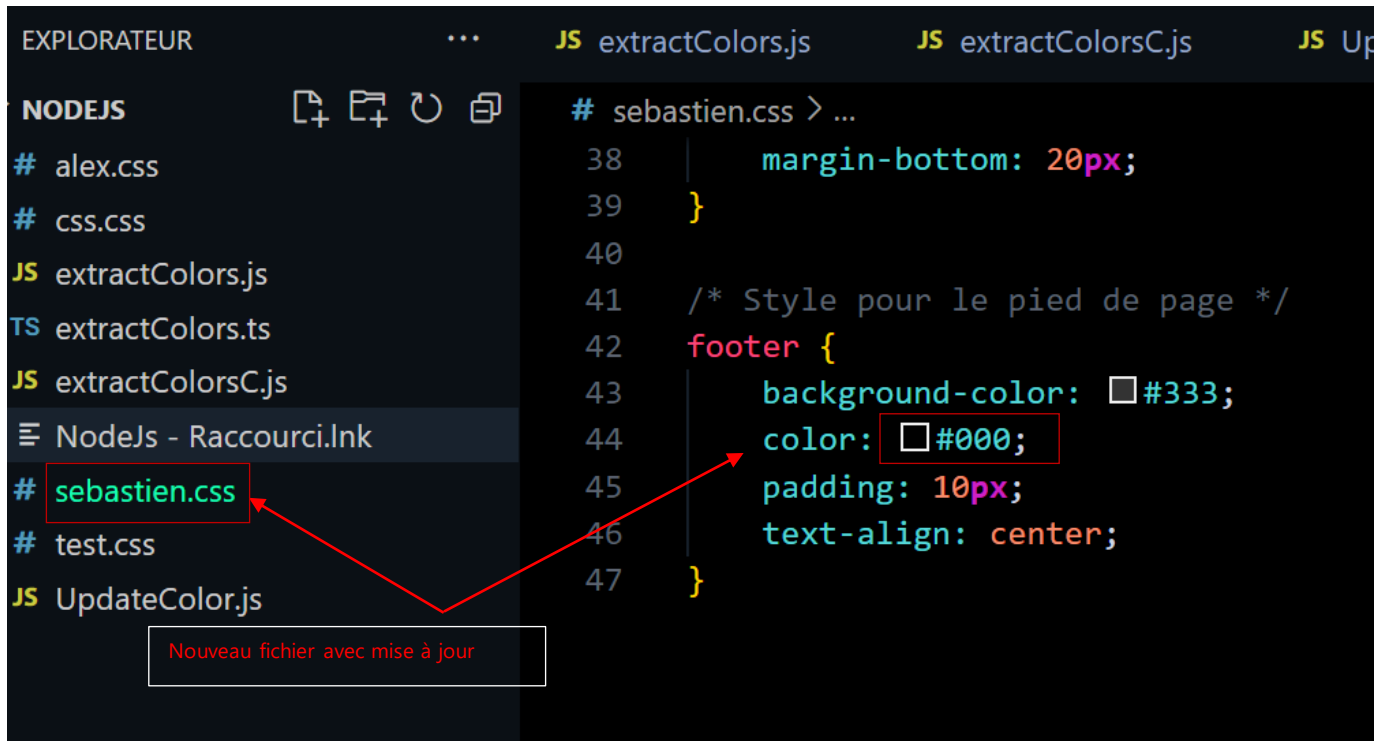 EXPLORATEUR ...
NODEJS
# alex.css
# css.css
JS extractColors.js
TS extractColors.ts
JS extractColorsC.js
NodeJs - Raccourci.lnk
# sebastien.css
# test.css
JS UpdateColor.js
Nouveau fichier avec mise à jour
JS extractColors.js JS extractColorsC.js JS Up
# sebastien.css > ...
38 margin-bottom: 20px;
39 }
40
41 /* Style pour le pied de page */
42 footer {
43 background-color: #333;
44 color: #000;
45 padding: 10px;
46 text-align: center;
47 }